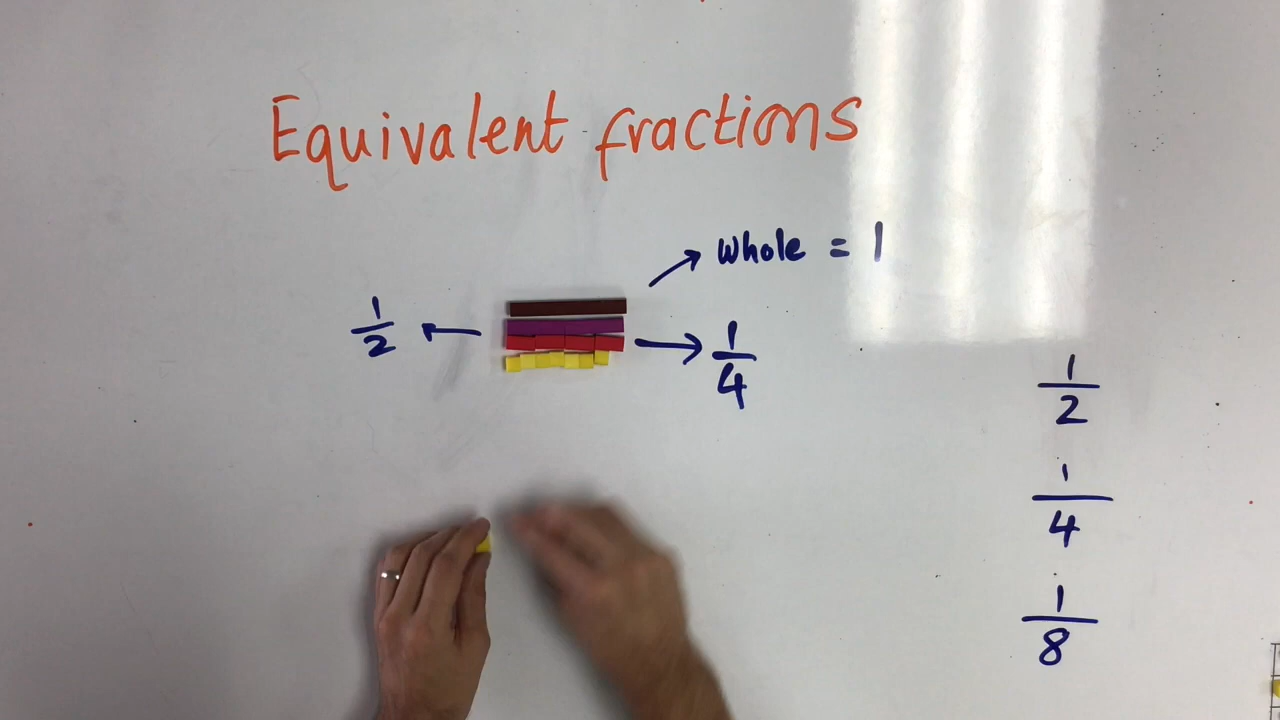 Equivalent fractions
Whole = 1
1/2
1/4
1/2
1/4
1/8